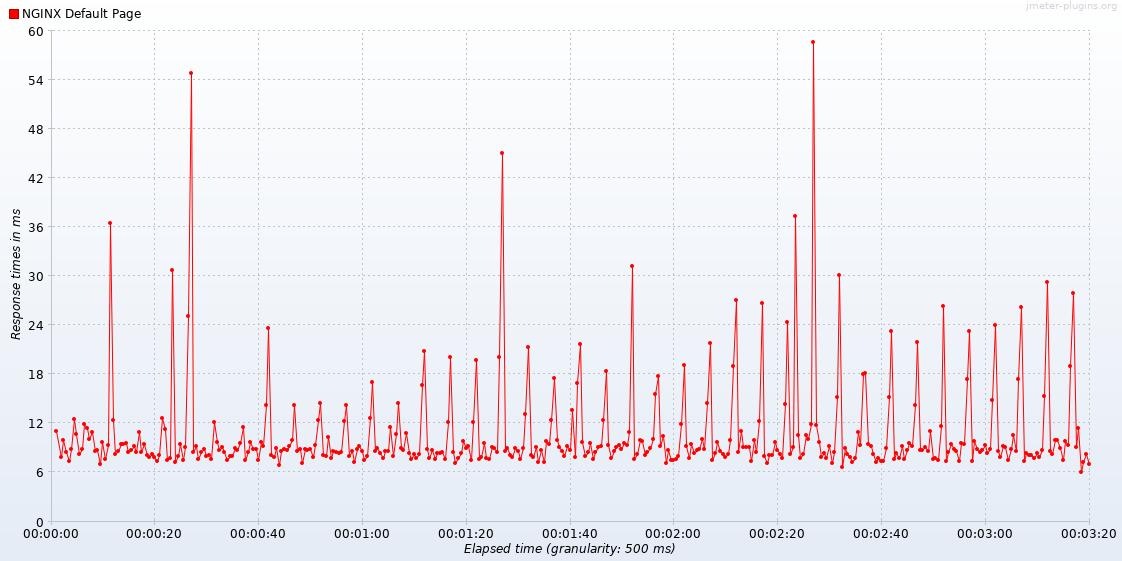 jmeter-plugins.org
NGINX Default Page
60
54
48
42
36
30
24
18
12
6
0
Response times in ms
00:00:00 00:00:20 00:00:40 00:01:00 00:01:20 00:01:40 00:02:00 00:02:20 00:02:40 00:03:00 00:03:20
Elapsed time (granularity: 500 ms)